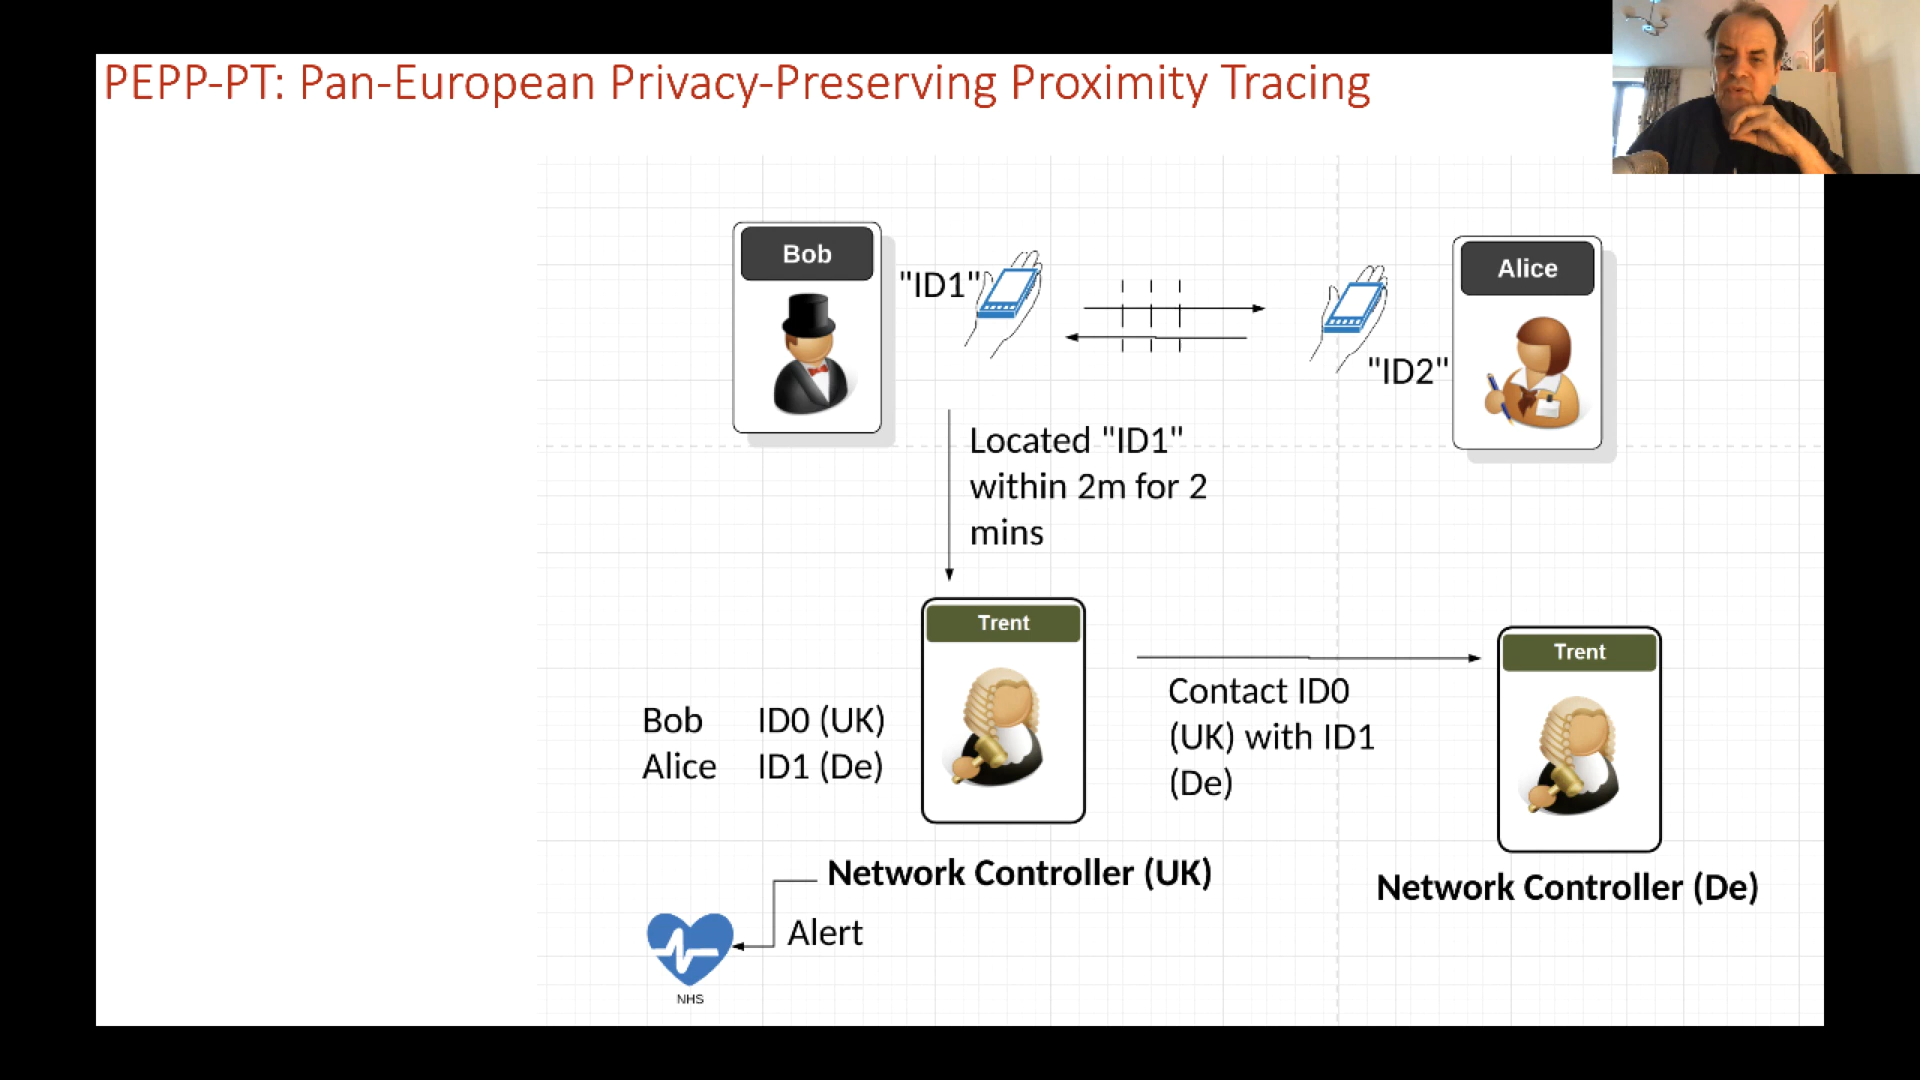 PEPP-PT: Pan-European Privacy-Preserving Proximity Tracing
Bob
Alice
"ID1"
"ID2"
Located "ID1"
within 2m for 2
mins
Trent
Trent
Bob ID0 (UK)
Alice ID1 (De)
Contact ID0
(UK) with ID1
(De)
Network Controller (UK)
Network Controller (De)
Alert
NHS